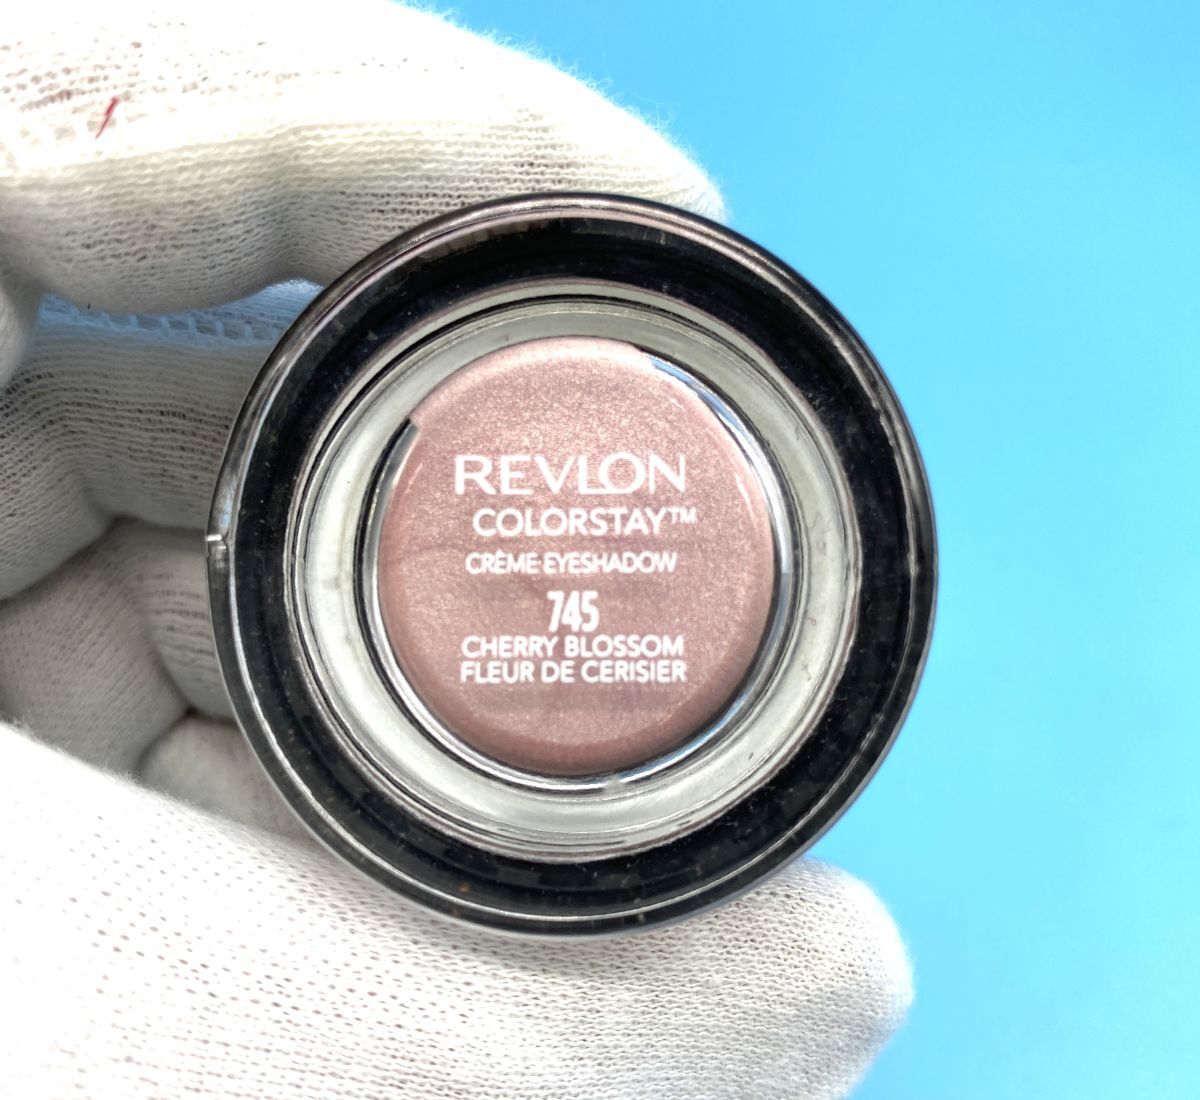 REVLON
COLORSTAY™
CRÈME EYESHADOW
745
CHERRY BLOSSOM
FLEUR DE CERISIER